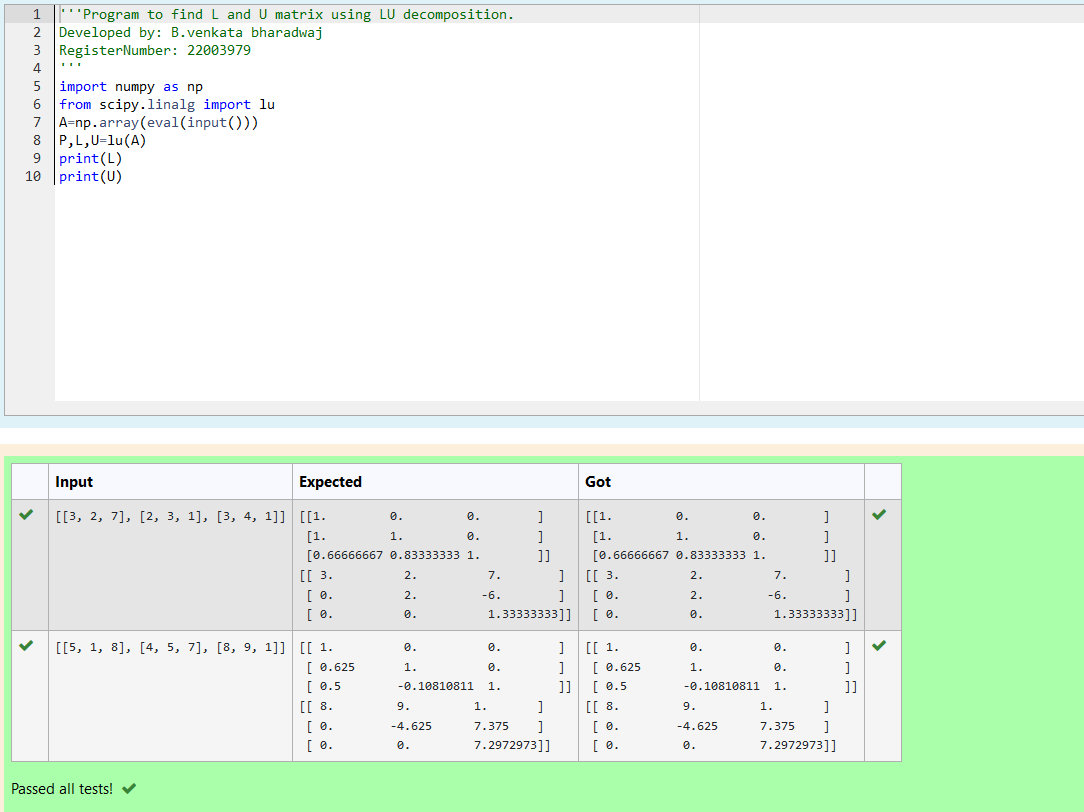 1 '''Program to find L and U matrix using LU decomposition.
2 Developed by: B.venkata bharadwaj
3 RegisterNumber: 22003979
4 '''
5 import numpy as np
6 from scipy.linalg import lu
7 A=np.array(eval(input()))
8 P,L,U=lu(A)
9 print(L)
10 print(U)
Input Expected Got
[[3, 2, 7], [2, 3, 1], [3, 4, 1]] [[1. 0. 0. ] [[1. 0. 0. ]
[1. 1. 0. ] [1. 1. 0. ]
[0.66666667 0.83333333 1. ]] [0.66666667 0.83333333 1. ]]
[[ 3. 2. 7. ] [[ 3. 2. 7. ]
[ 0. 2. -6. ] [ 0. 2. -6. ]
[ 0. 0. 1.33333333]] [ 0. 0. 1.33333333]]
[[5, 1, 8], [4, 5, 7], [8, 9, 1]] [[ 1. 0. 0. ] [[ 1. 0. 0. ]
[ 0.625 1. 0. ] [ 0.625 1. 0. ]
[ 0.5 -0.10810811 1. ]] [ 0.5 -0.10810811 1. ]]
[[ 8. 9. 1. ] [[ 8. 9. 1. ]
[ 0. -4.625 7.375 ] [ 0. -4.625 7.375 ]
[ 0. 0. 7.2972973]] [ 0. 0. 7.2972973]]
Passed all tests!